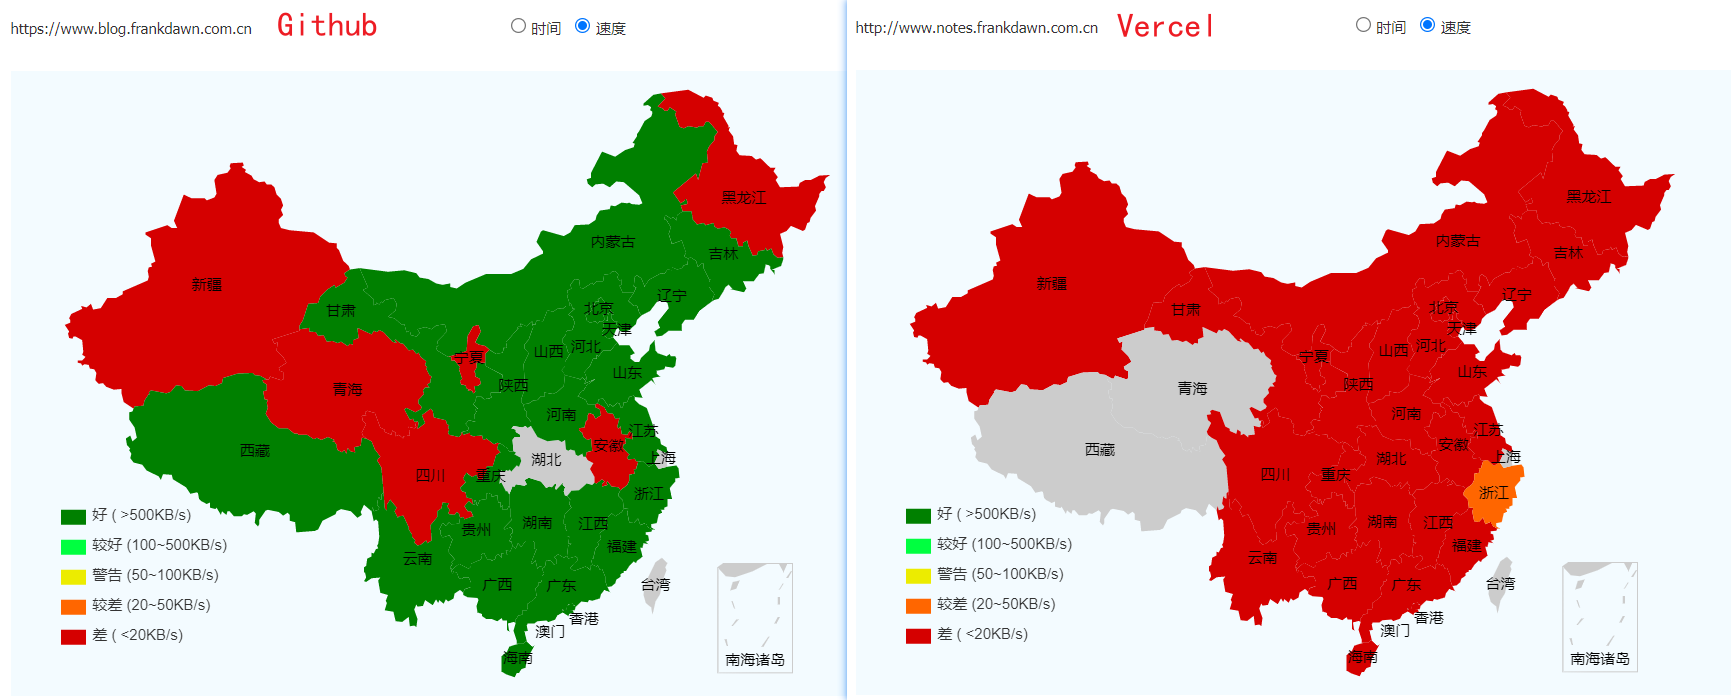 https://www.blog.frankdawn.com.cn Github 时间 速度
黑龙江
内蒙古
吉林
新疆
辽宁
甘肃
北京
天津
宁夏
山西
河北
山东
青海
陕西
河南
江苏
安徽
西藏
上海
湖北
四川
重庆
浙江
湖南
江西
贵州
福建
云南
台湾
广西
广东
香港
澳门
海南
南海诸岛
好 ( >500KB/s)
较好 (100~500KB/s)
警告 (50~100KB/s)
较差 (20~50KB/s)
差 ( <20KB/s)
http://www.notes.frankdawn.com.cn Vercel 时间 速度
黑龙江
内蒙古
吉林
新疆
辽宁
甘肃
北京
天津
宁夏
山西
河北
山东
青海
陕西
河南
江苏
安徽
西藏
上海
湖北
四川
重庆
浙江
湖南
江西
贵州
福建
云南
台湾
广西
广东
香港
澳门
海南
南海诸岛
好 ( >500KB/s)
较好 (100~500KB/s)
警告 (50~100KB/s)
较差 (20~50KB/s)
差 ( <20KB/s)